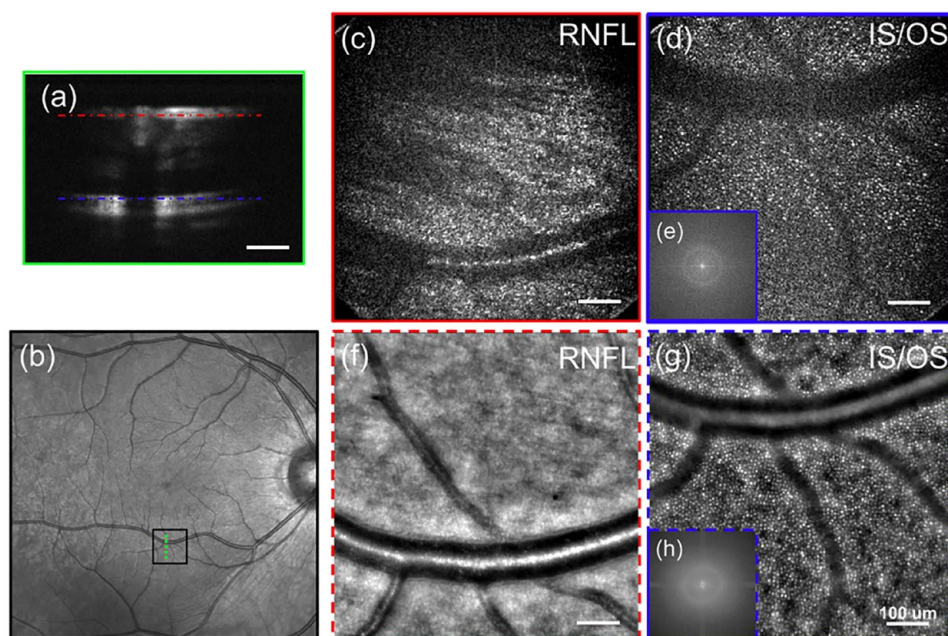 (a)
(b)
(c)
RNFL
(d)
IS/OS
(e)
(f)
RNFL
(g)
IS/OS
(h)
100 um